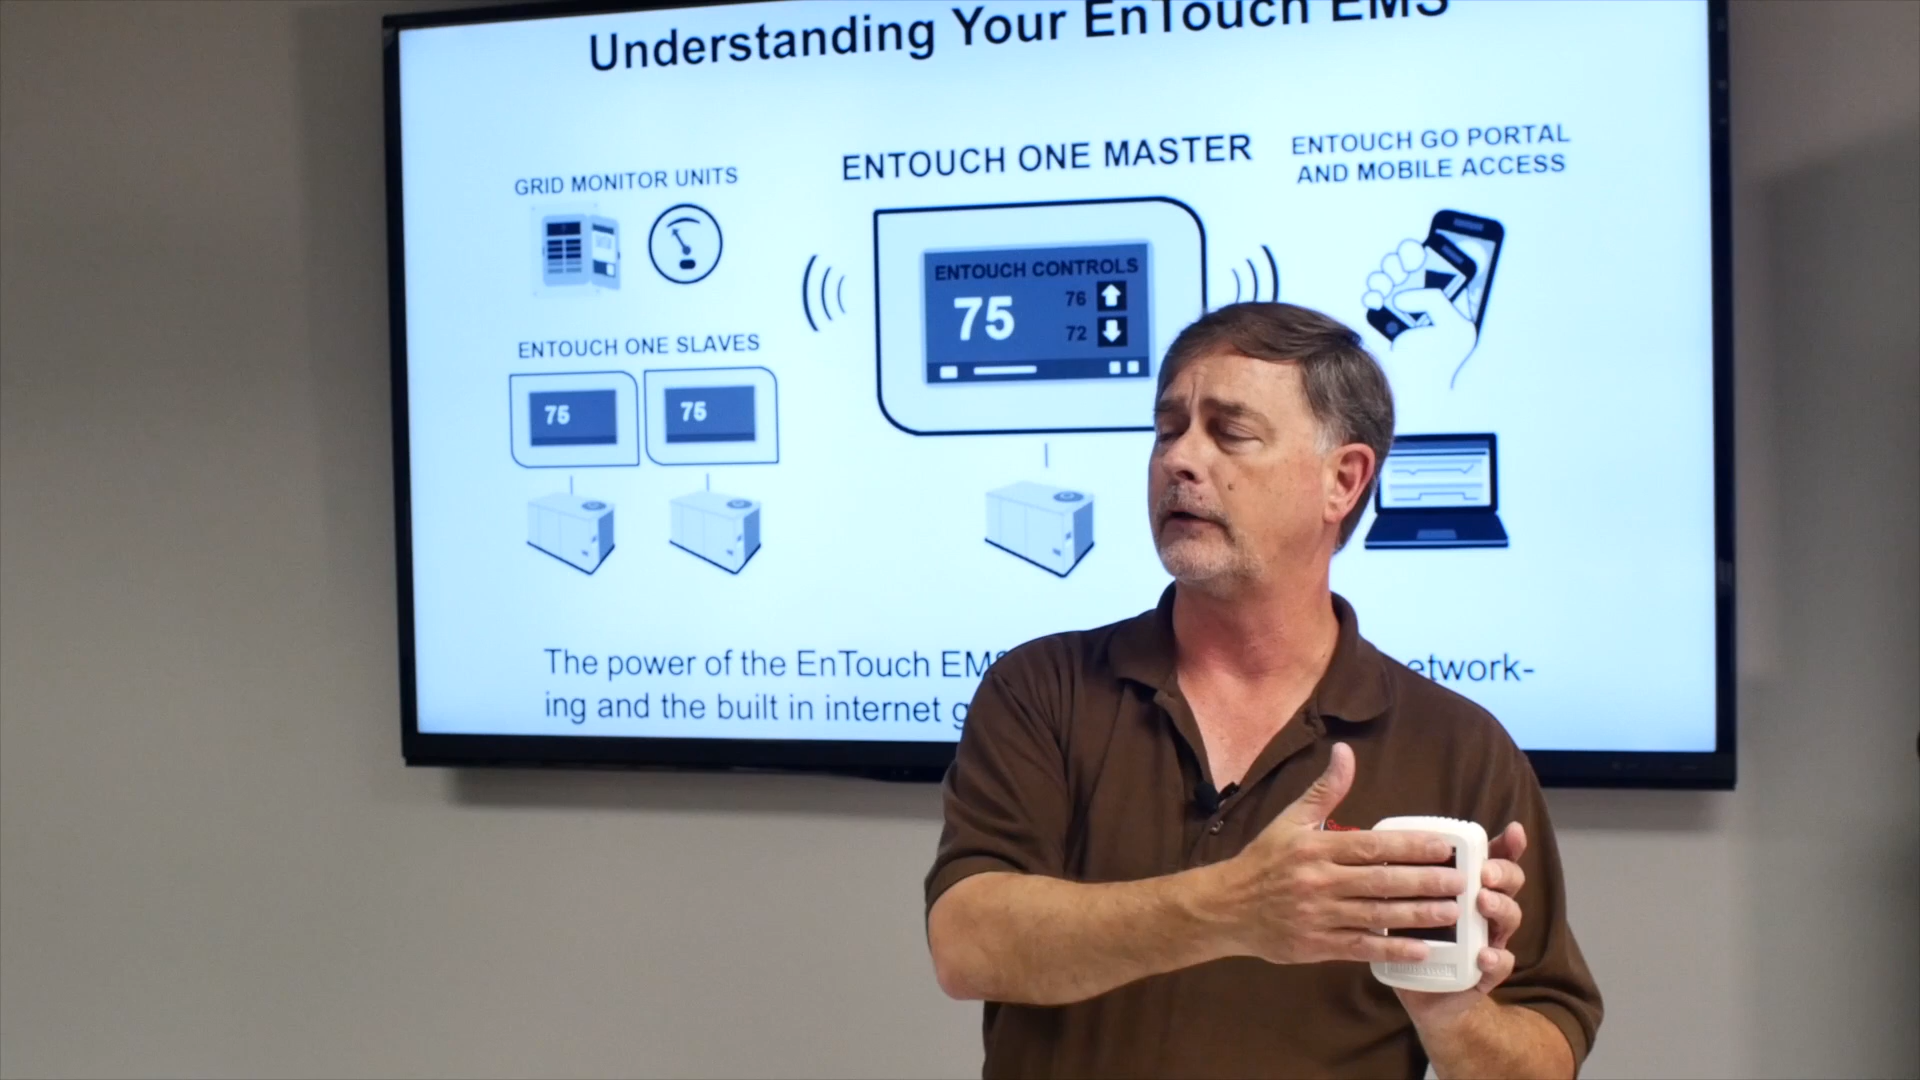 Understanding Your EnTouch EMS
GRID MONITOR UNITS
ENTOUCH ONE MASTER
ENTOUCH GO PORTAL
AND MOBILE ACCESS
ENTOUCH CONTROLS
75
76
72
ENTOUCH ONE SLAVES
75
75
The power of the EnTouch EMS etwork-
ing and the built in internet g